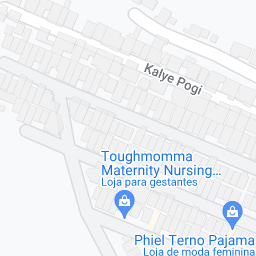 Kalye Pogi
Toughmomma
Maternity Nursing...
Loja para gestantes
Phiel Terno Pajama
Loja de moda feminina